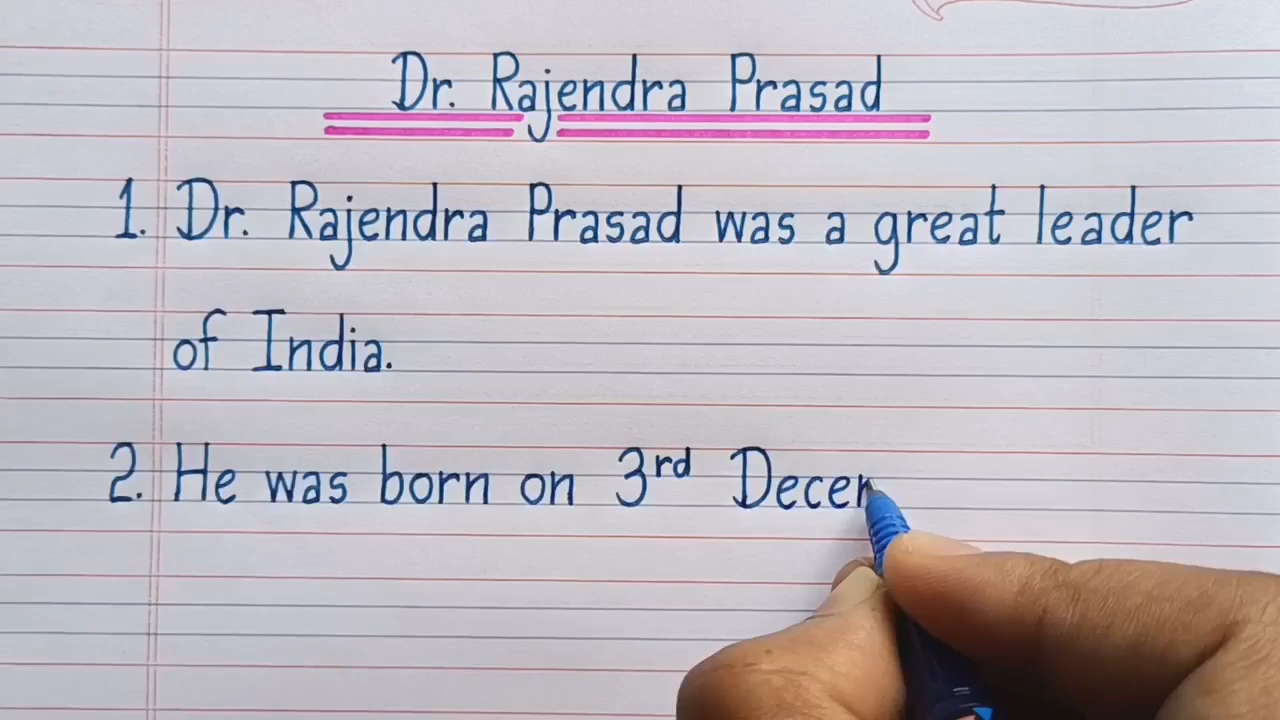 Dr. Rajendra Prasad
1. Dr. Rajendra Prasad was a great leader
of India.
2. He was born on 3rd Decem